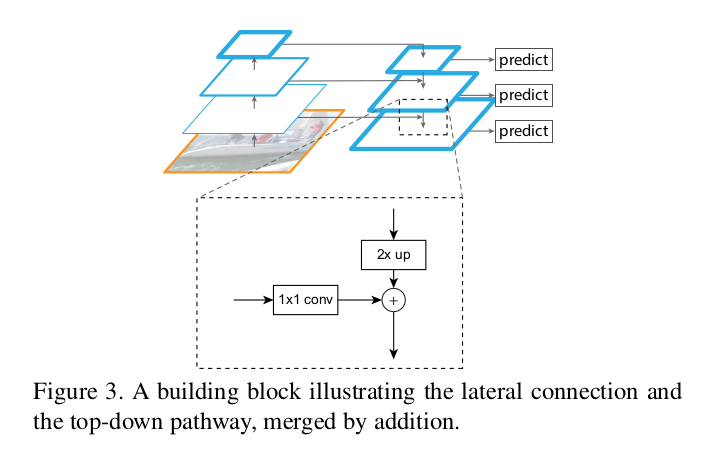 predict
predict
predict
2x up
1x1 conv
+
Figure 3. A building block illustrating the lateral connection and
the top-down pathway, merged by addition.